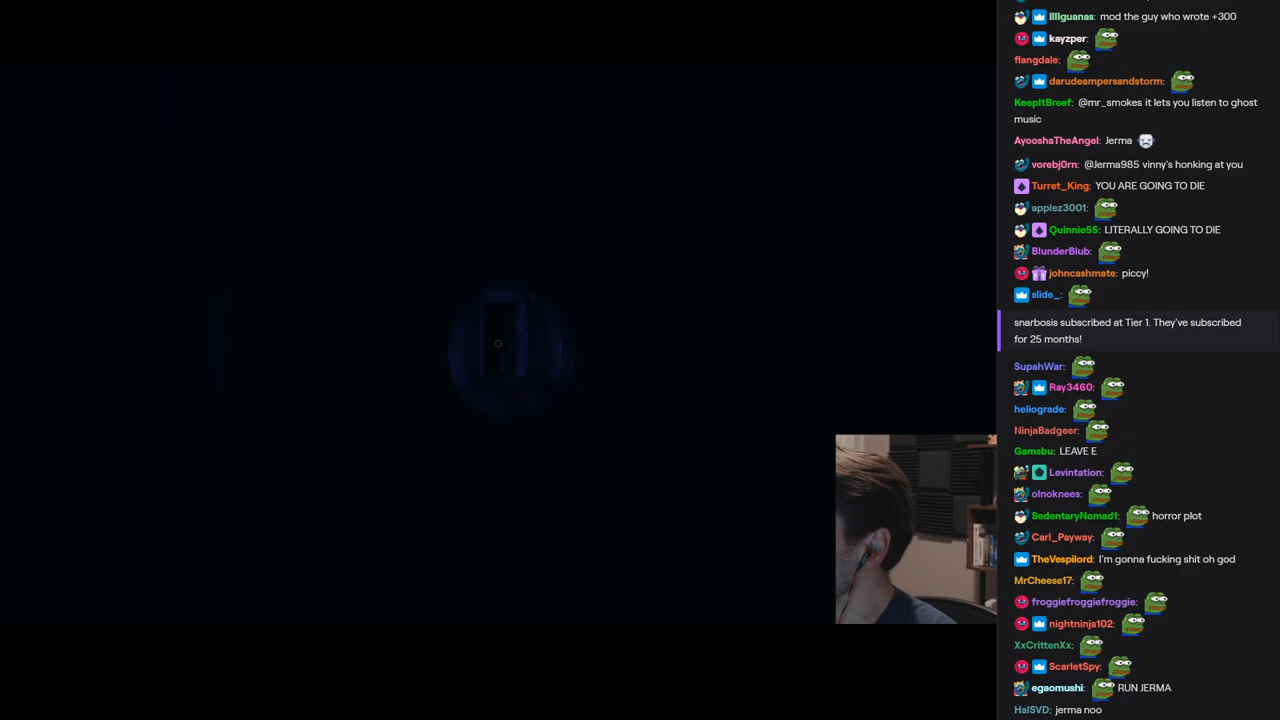 IIIIguanas: mod the guy who wrote +300
kayzper:
flangdale:
darudeampersandstorm:
KeepItBreef: @mr_smokes it lets you listen to ghost
music
AyooshaTheAngel: Jerma
vorebj0rn: @Jerma985 vinny's honking at you
Turret_King: YOU ARE GOING TO DIE
applez3001:
Quinnie55: LITERALLY GOING TO DIE
BlunderBlub:
johncashmate: piccy!
slide_:
snarbosis subscribed at Tier 1. They've subscribed
for 25 months!
SupahWar:
Ray3460:
heliograde:
NinjaBadgeer:
Gamsbu: LEAVE E
Levintation:
olnoknees:
SedentaryNomad1: horror plot
Carl_Payway:
TheVespilord: I'm gonna fucking shit oh god
MrCheese17:
froggiefroggiefroggie:
nightninja102:
XxCrittenXx:
ScarletSpy:
egaomushi: RUN JERMA
HalSVD: jerma noo